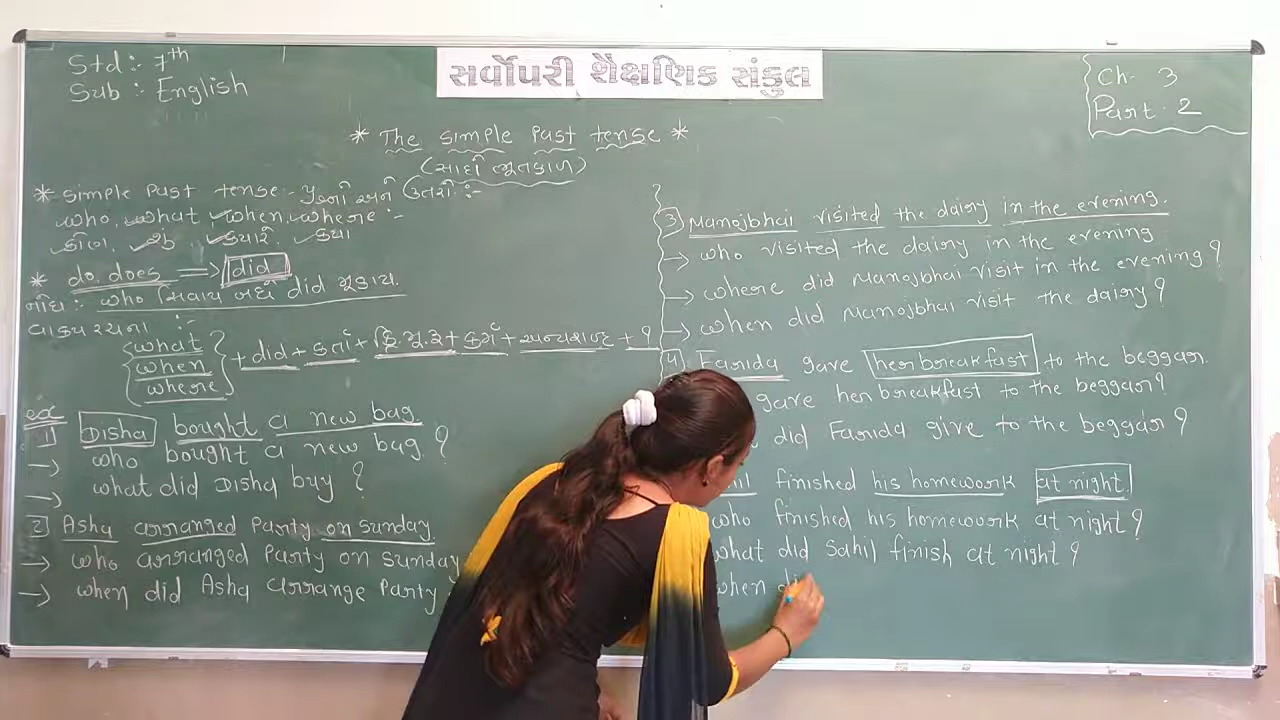 Std :- 7th
Sub :- English
સર્વોપરી શૈક્ષણિક સંકુલ
Ch- 3
Part- 2
* The simple Past tense *
(સાદો ભૂતકાળ)
* simple Past tense :-
who, what, when, where :-
કોણ, શું, ક્યારે, ક્યાં
* do. does => did
નોંધ :- who સિવાય બધે did મૂકાય.
વાક્ય રચના :-
what
when
where
+ did + કર્તા + ક્રિ.મૂ.રૂ + કર્મ + અન્યશબ્દ + ?
ex
1 Disha bought a new bag.
→ who bought a new bag. ?
→ what did Disha buy ?
2 Asha arranged Party on sunday
→ who arranged Party on sunday
→ when did Asha arrange Party
3 Manojbhai visited the dairy in the evening.
→ who visited the dairy in the evening
→ where did Manojbhai visit in the evening ?
→ when did Manojbhai visit the dairy ?
4 Farida gave her breakfast to the beggar.
gave her breakfast to the beggar ?
did Farida give to the beggar ?
finished his homework at night.
who finished his homework at night ?
what did Sahil finish at night ?
when di